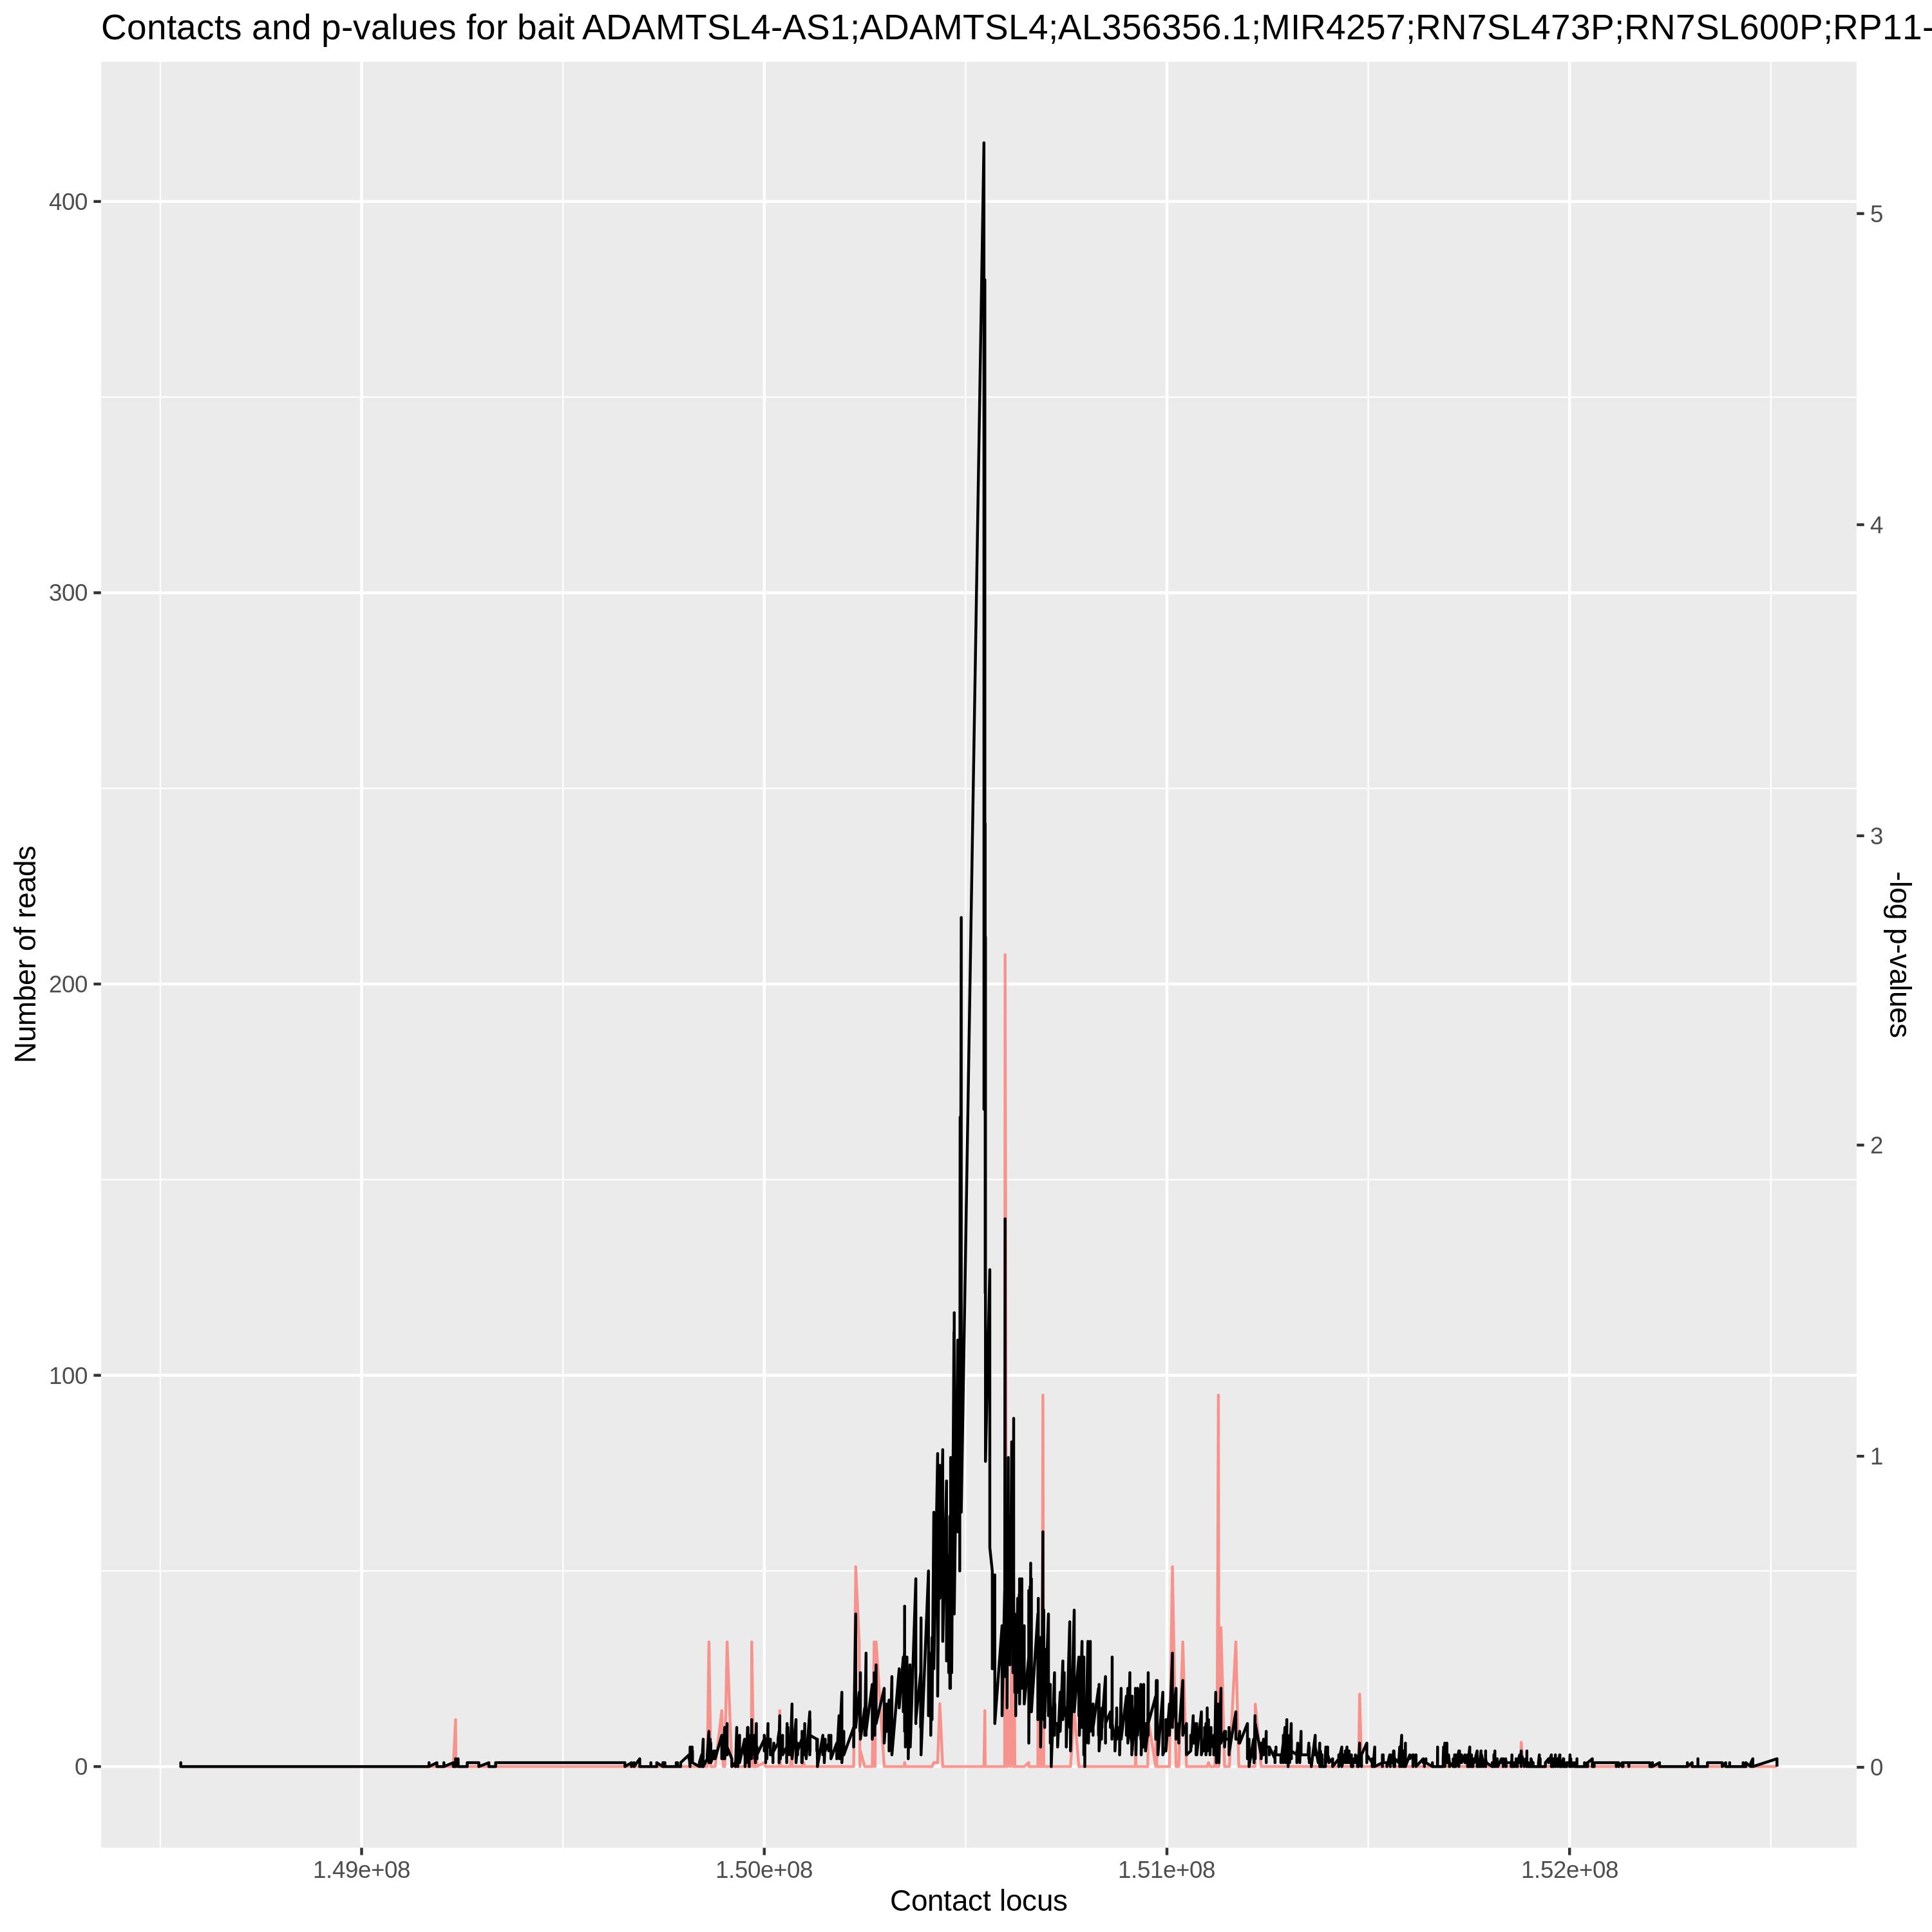 Contacts and p-values for bait ADAMTSL4-AS1;ADAMTSL4;AL356356.1;MIR4257;RN7SL473P;RN7SL600P;RP11-
400
300
200
100
0
Number of reads
5
4
3
2
1
0
-log p-values
1.49e+08 1.50e+08 1.51e+08 1.52e+08
Contact locus